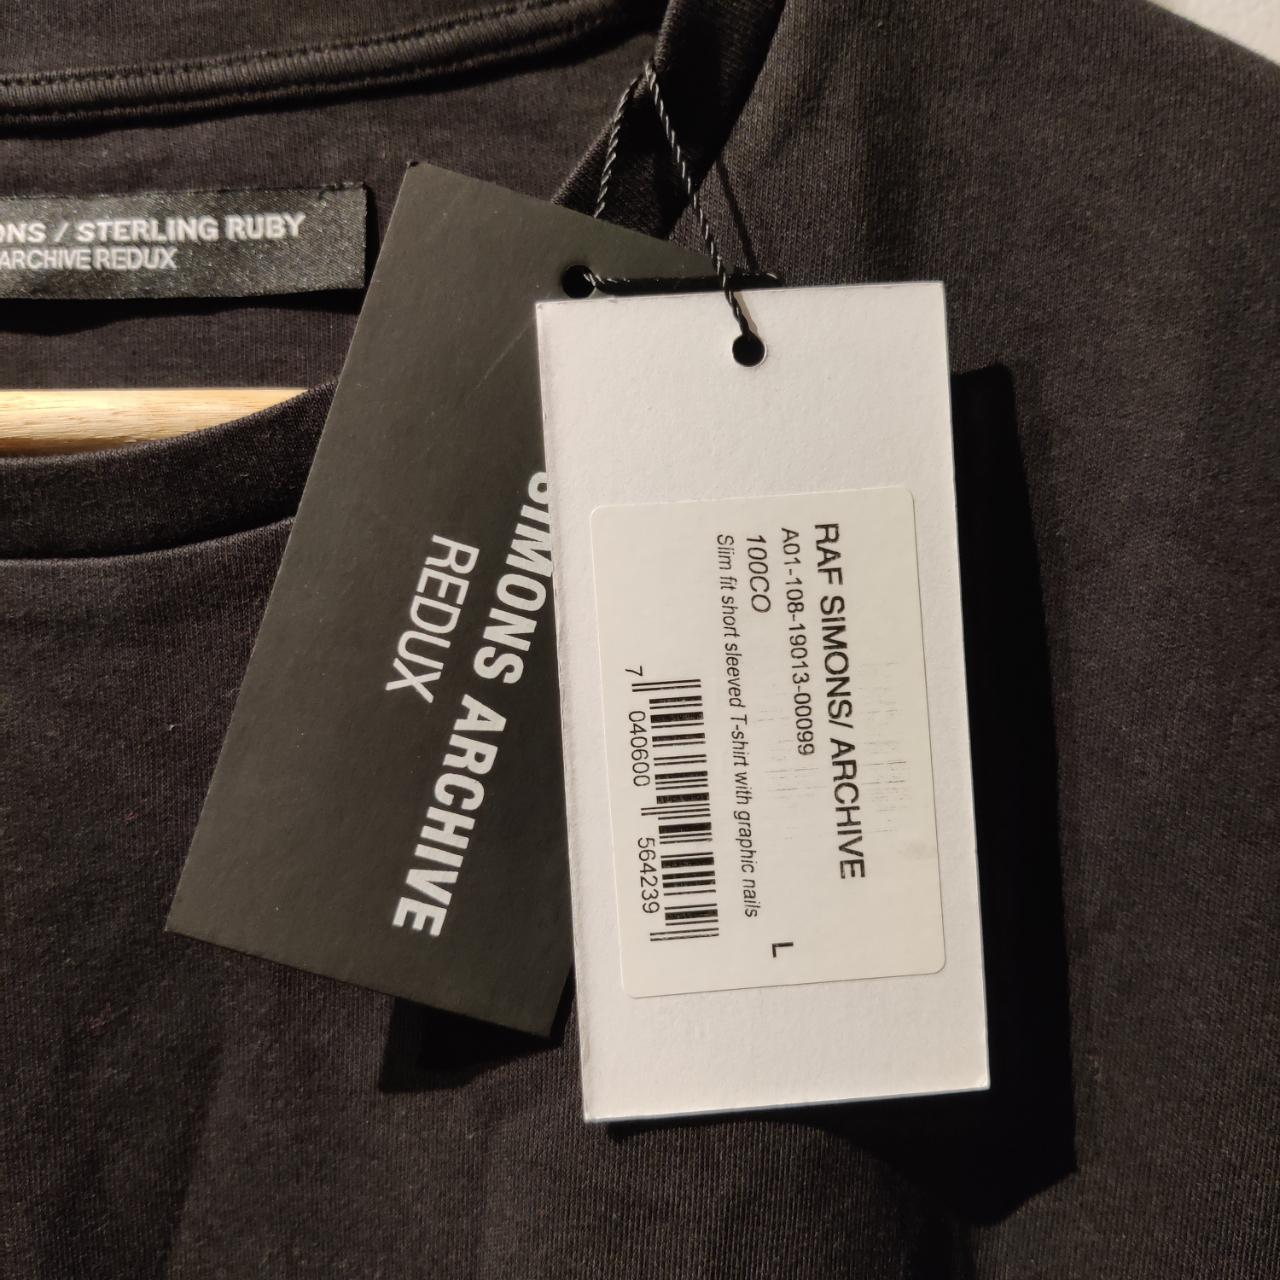 ONS / STERLING RUBY
ARCHIVE REDUX
SIMONS ARCHIVE
REDUX
RAF SIMONS/ ARCHIVE
A01-108-19013-00099
100CO
L
Slim fit short sleeved T-shirt with graphic nails
7 040600 564239